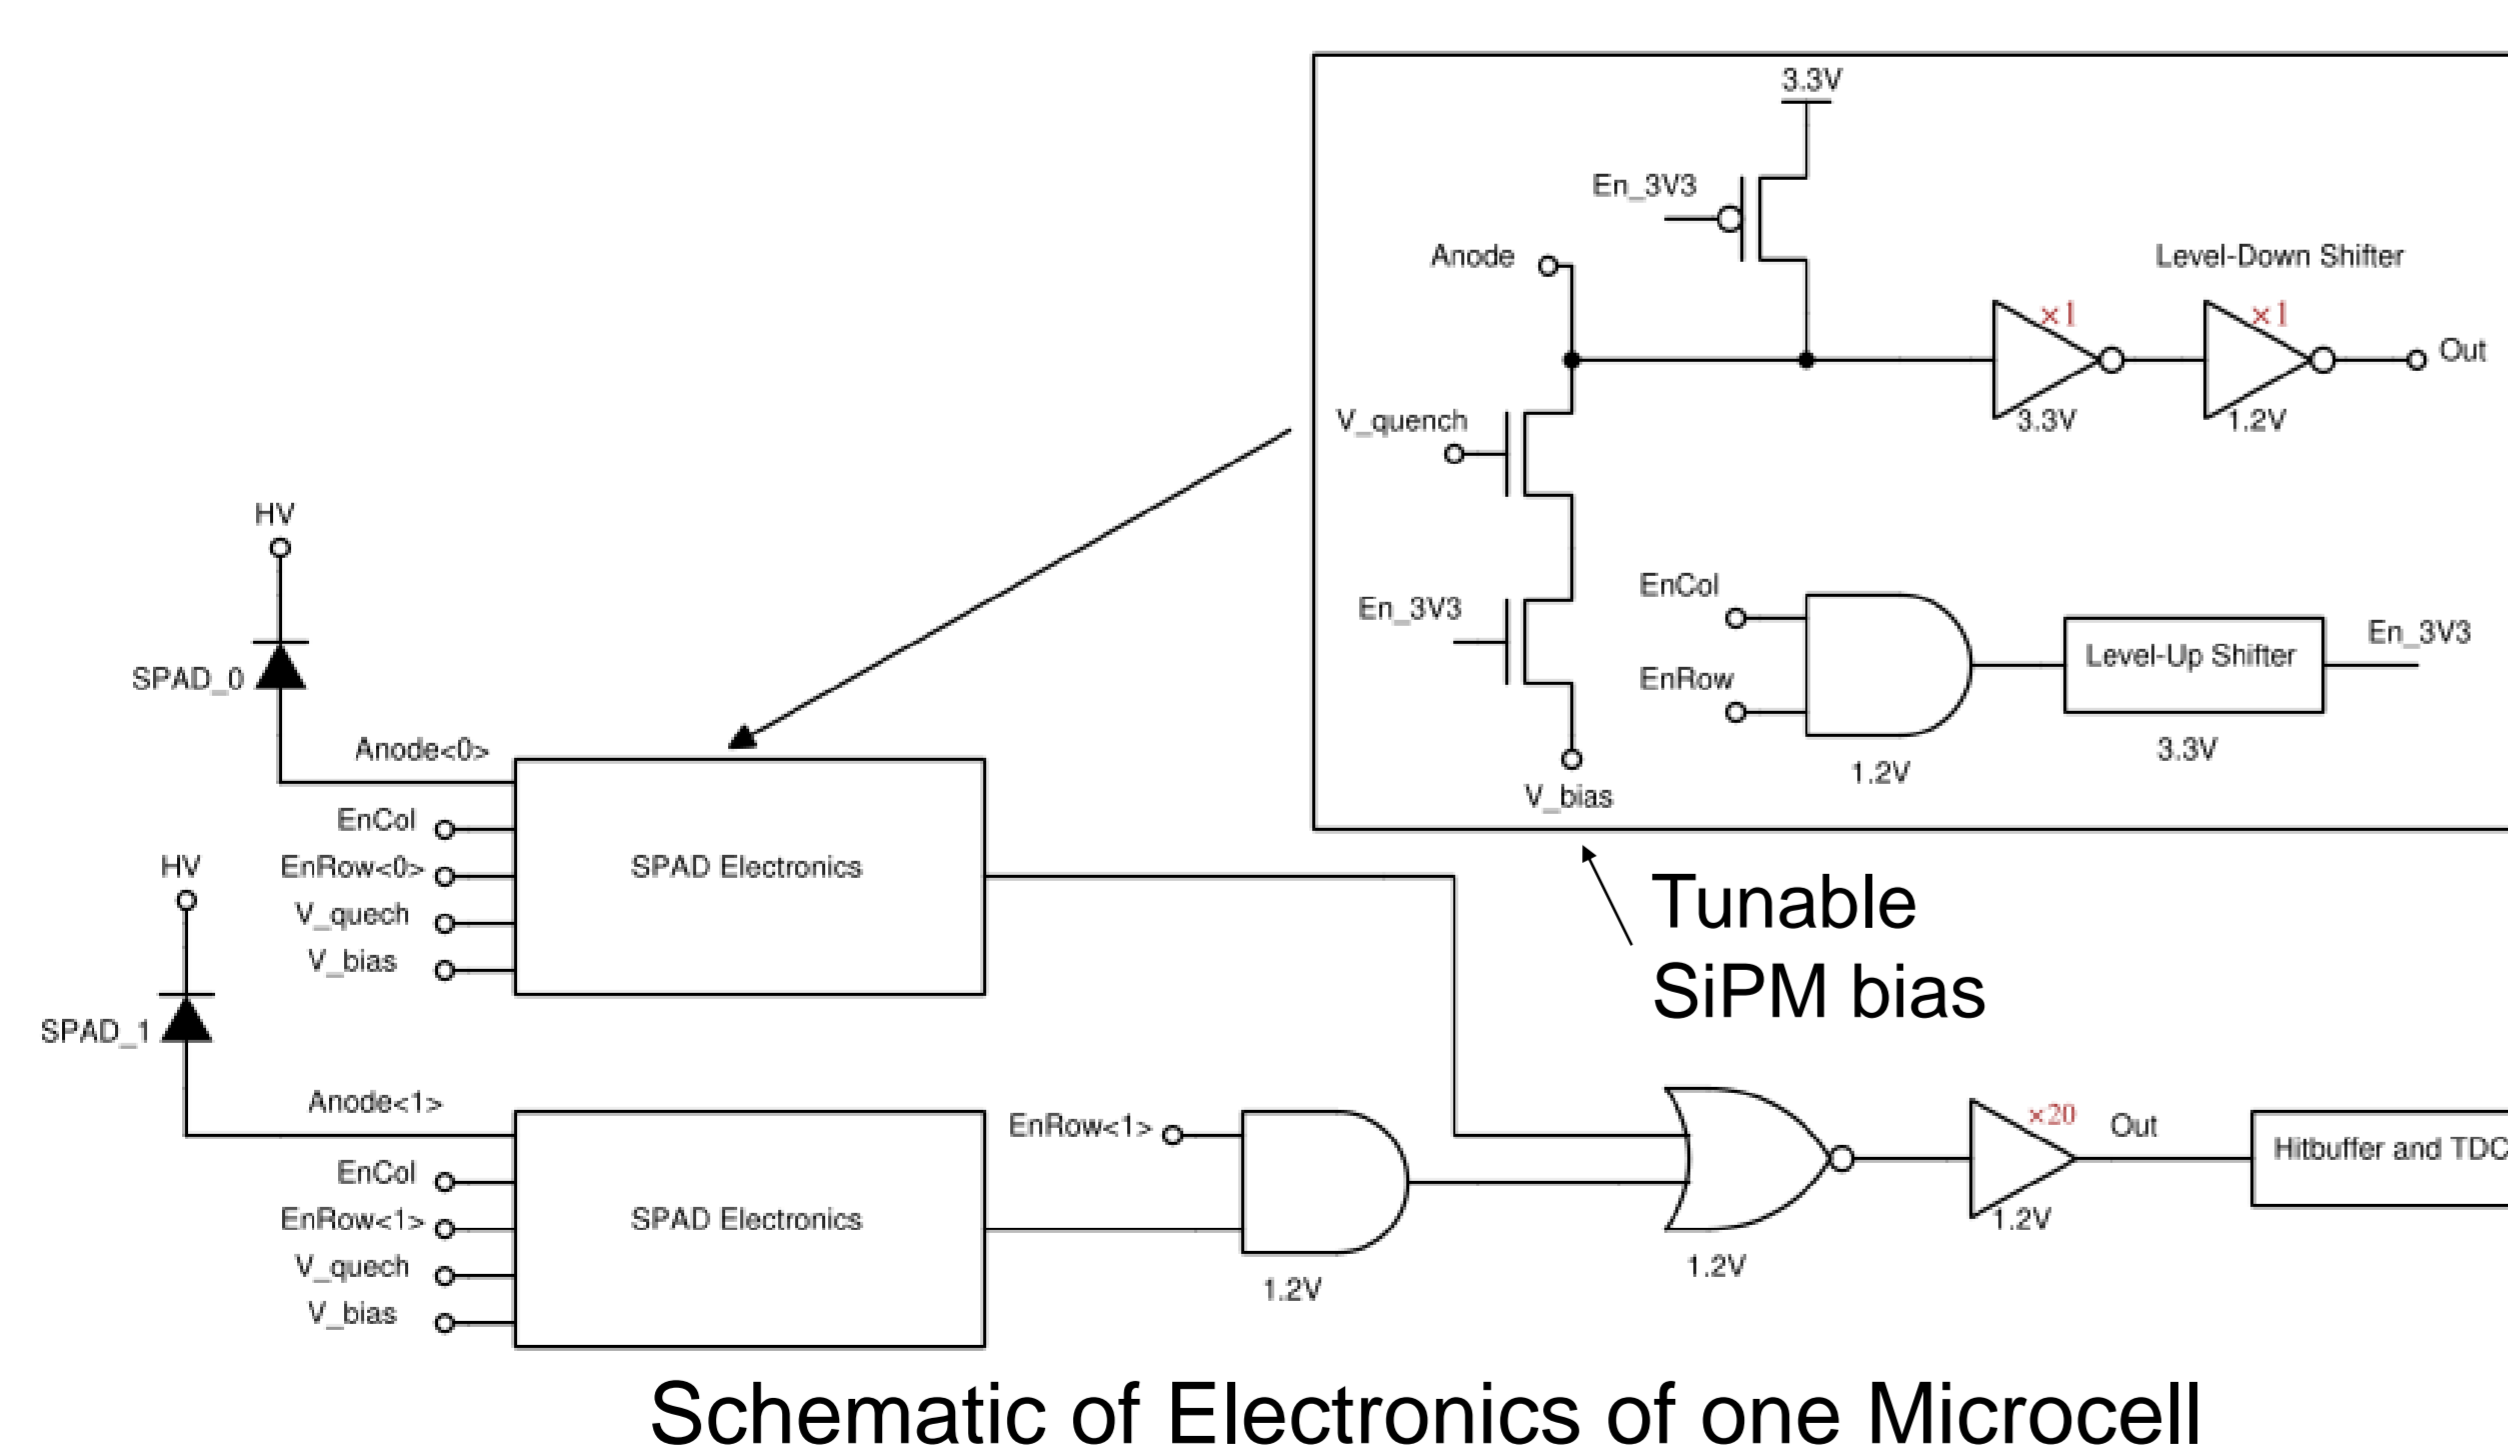 3.3V
En_3V3
Anode
Level-Down Shifter
×1
×1
Out
3.3V
1.2V
V_quench
EnCol
En_3V3
Level-Up Shifter
En_3V3
EnRow
3.3V
1.2V
V_bias
HV
SPAD_0
Anode<0>
EnCol
EnRow<0>
SPAD Electronics
V_quech
V_bias
Tunable
SiPM bias
HV
SPAD_1
Anode<1>
EnCol
EnRow<1>
SPAD Electronics
V_quech
V_bias
EnRow<1>
1.2V
1.2V
×20
Out
1.2V
Hitbuffer and TDC
Schematic of Electronics of one Microcell